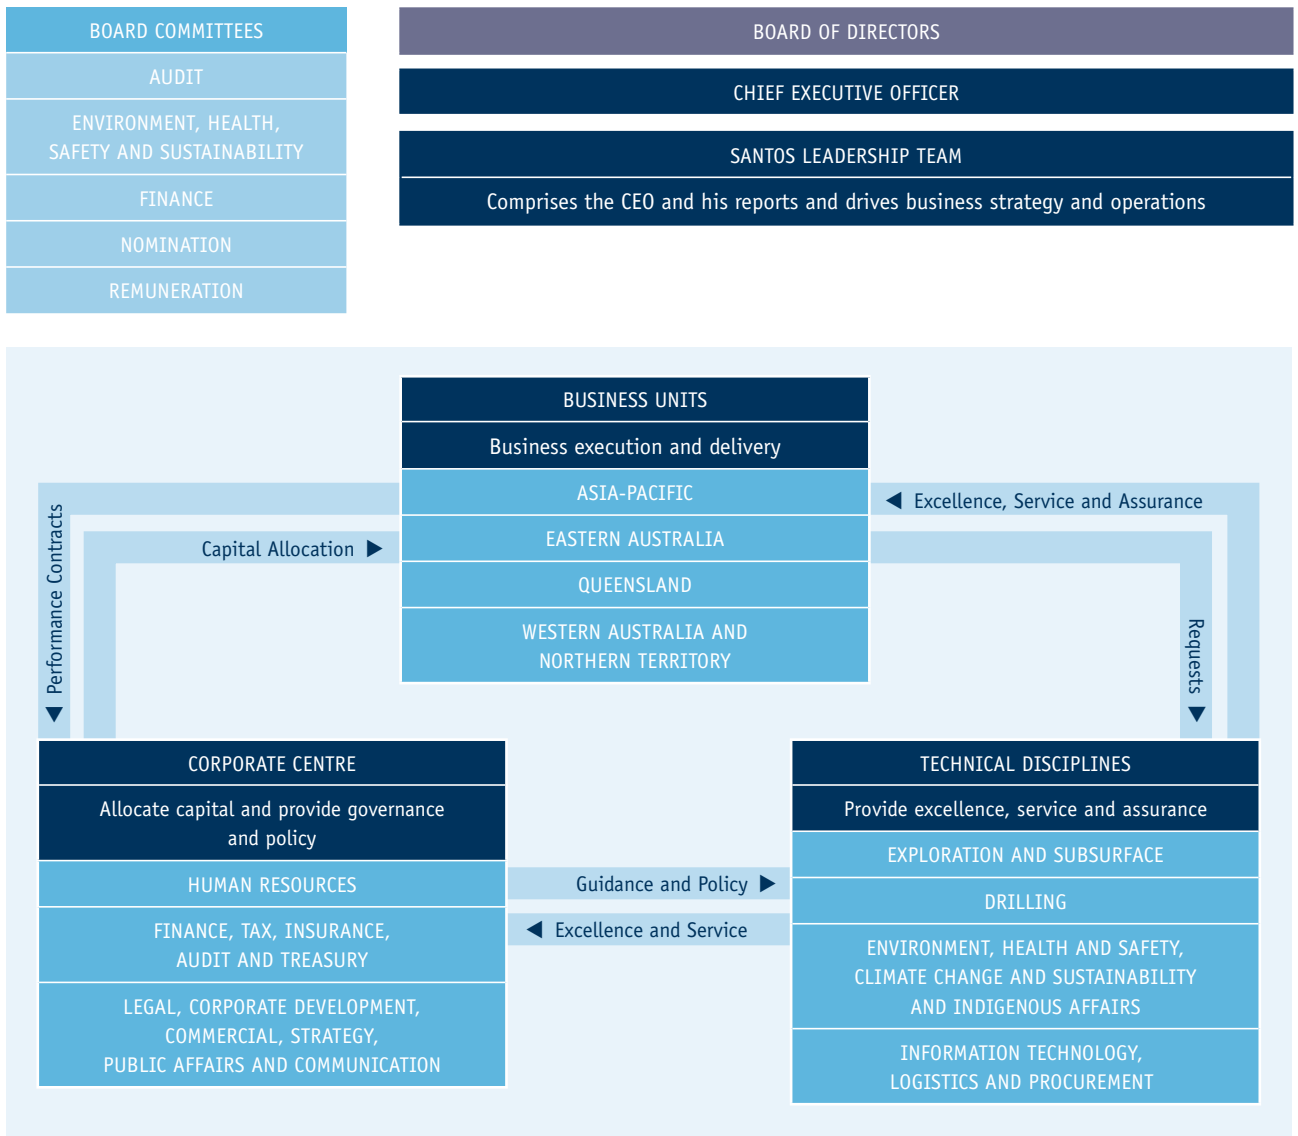 BOARD COMMITTEES
AUDIT
ENVIRONMENT, HEALTH,
SAFETY AND SUSTAINABILITY
FINANCE
NOMINATION
REMUNERATION
BOARD OF DIRECTORS
CHIEF EXECUTIVE OFFICER
SANTOS LEADERSHIP TEAM
Comprises the CEO and his reports and drives business strategy and operations
BUSINESS UNITS
Business execution and delivery
ASIA-PACIFIC
EASTERN AUSTRALIA
QUEENSLAND
WESTERN AUSTRALIA AND
NORTHERN TERRITORY
Performance Contracts
Capital Allocation
Excellence, Service and Assurance
Requests
CORPORATE CENTRE
Allocate capital and provide governance
and policy
HUMAN RESOURCES
FINANCE, TAX, INSURANCE,
AUDIT AND TREASURY
LEGAL, CORPORATE DEVELOPMENT,
COMMERCIAL, STRATEGY,
PUBLIC AFFAIRS AND COMMUNICATION
Guidance and Policy
Excellence and Service
TECHNICAL DISCIPLINES
Provide excellence, service and assurance
EXPLORATION AND SUBSURFACE
DRILLING
ENVIRONMENT, HEALTH AND SAFETY,
CLIMATE CHANGE AND SUSTAINABILITY
AND INDIGENOUS AFFAIRS
INFORMATION TECHNOLOGY,
LOGISTICS AND PROCUREMENT